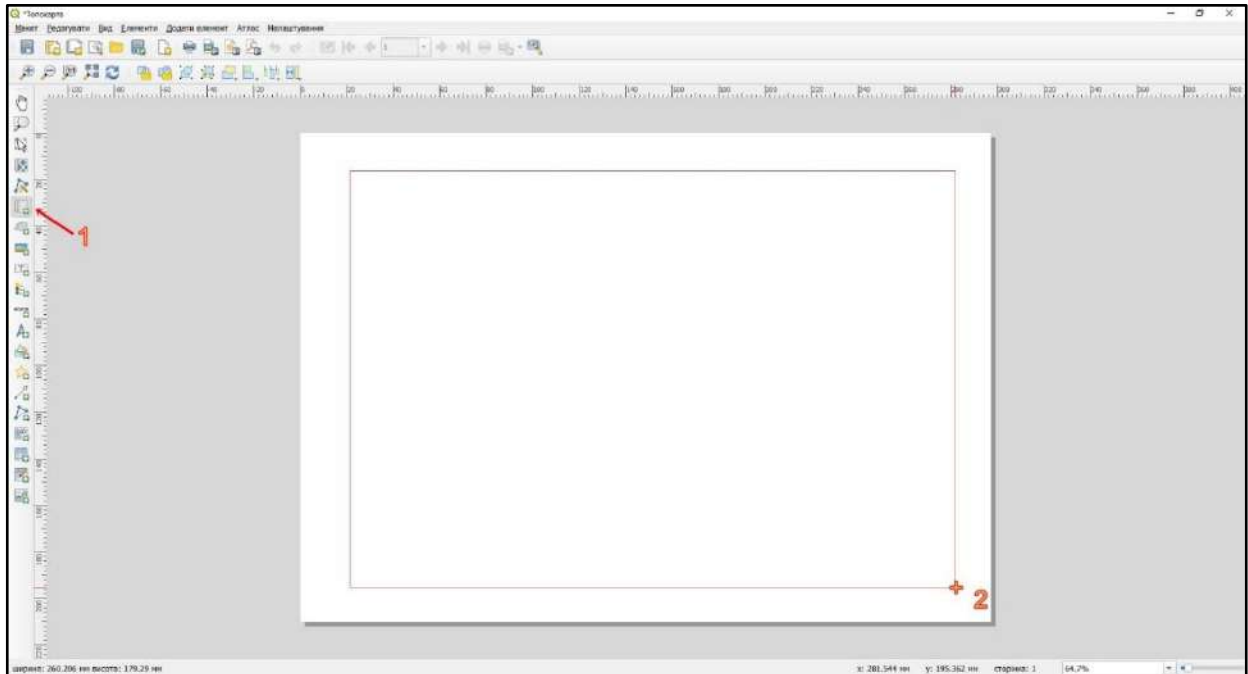 *Топокарта
Макет Редагувати Вид Елементи Додати елемент Атлас Налаштування
1
1
2
ширина: 260.206 мм висота: 179.29 мм x: 281.544 мм y: 195.362 мм сторінка: 1 64.7%